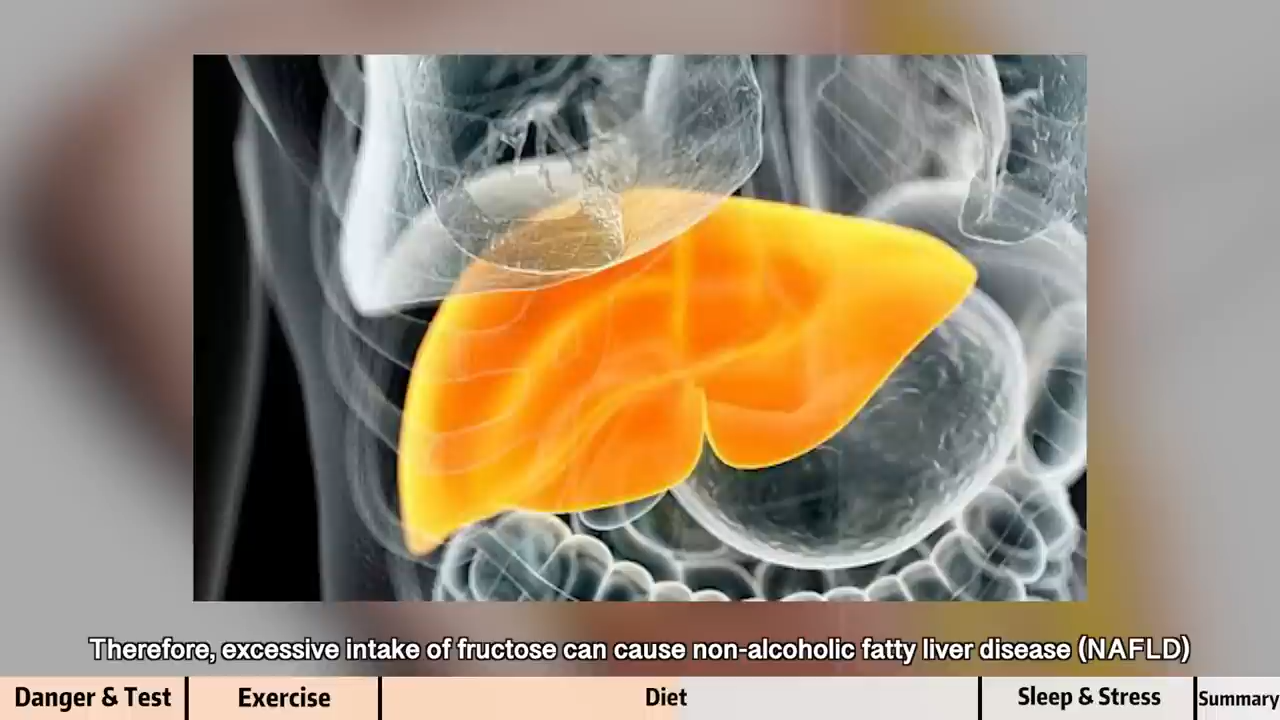 Therefore, excessive intake of fructose can cause non-alcoholic fatty liver disease (NAFLD)
Danger & Test
Exercise
Diet
Sleep & Stress
Summary